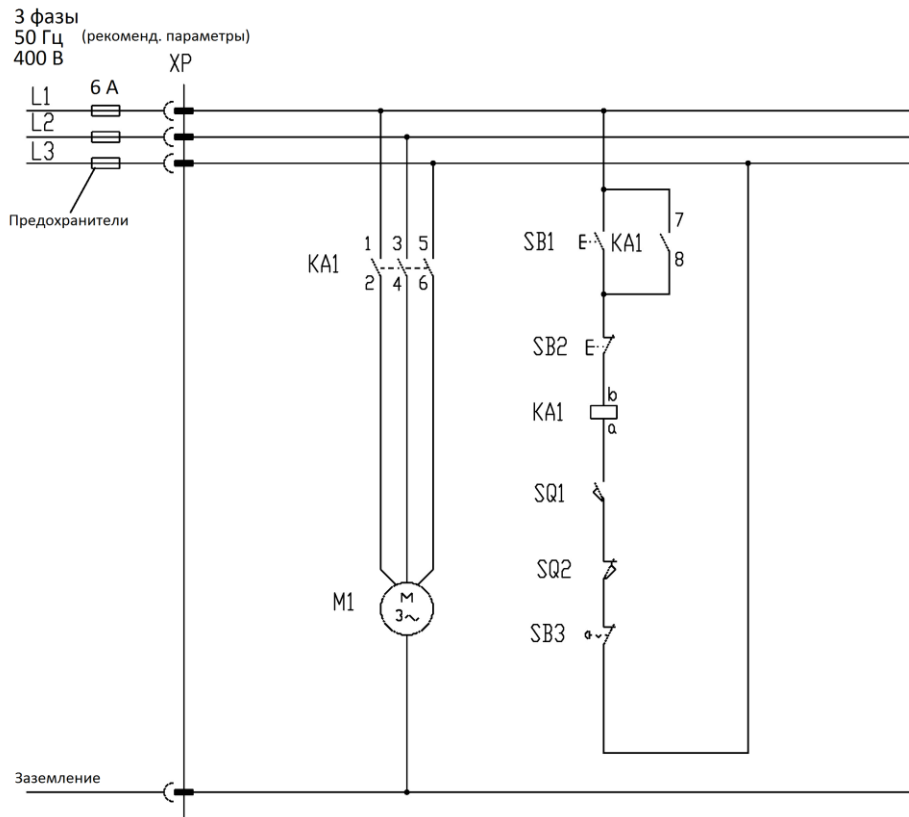 3 фазы
50 Гц (рекоменд. параметры)
400 В
XP
L1 6 А
L2
L3
Предохранители
KA1
1 3 5
2 4 6
SB1
KA1
7
8
SB2
KA1
b
a
SQ1
SQ2
SB3
M1
M
3~
Заземление